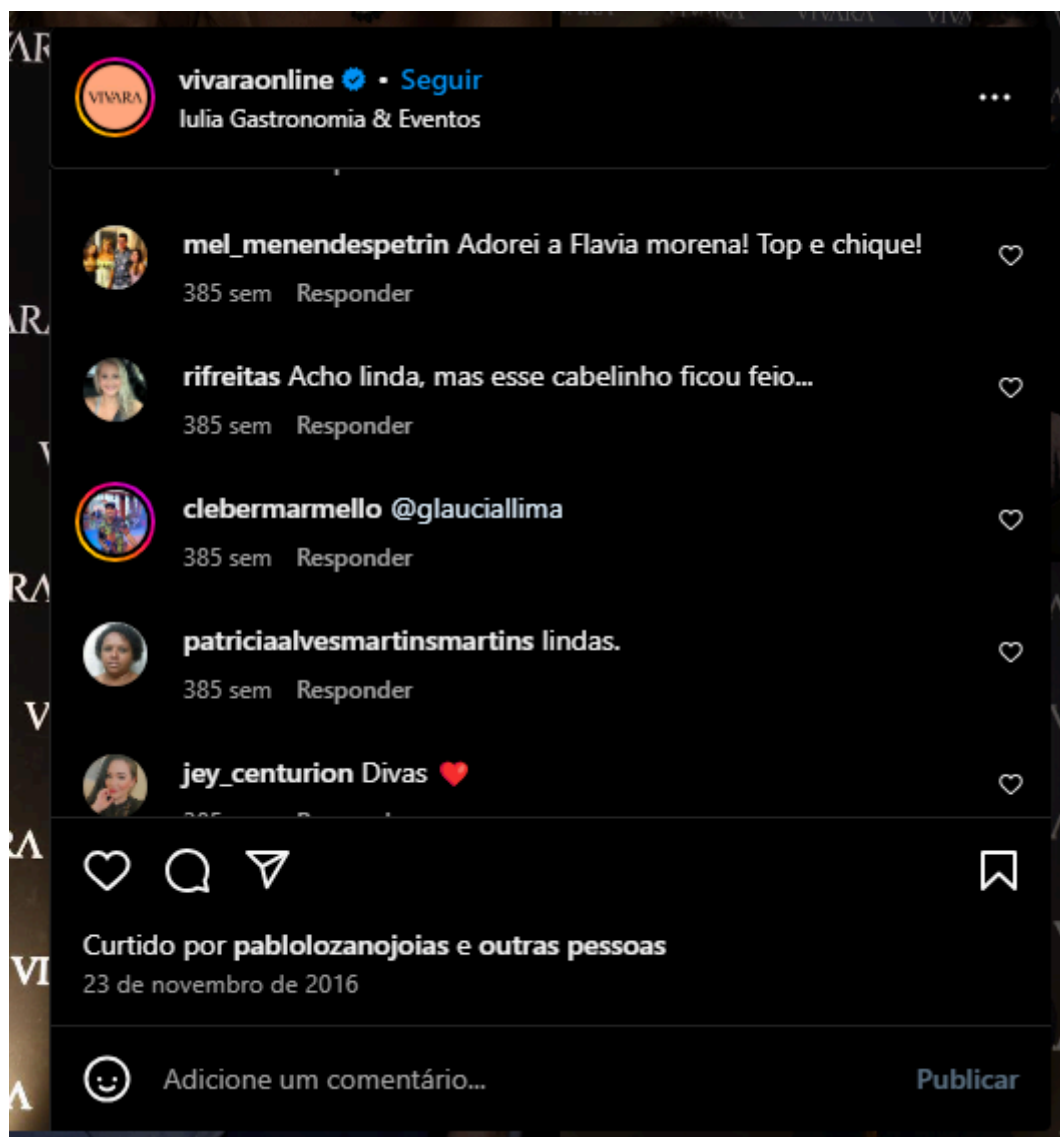 VIVARA
vivaraonline • Seguir
Iulia Gastronomia & Eventos
mel_menendespetrin Adorei a Flavia morena! Top e chique!
385 sem Responder
rifreitas Acho linda, mas esse cabelinho ficou feio...
385 sem Responder
clebermarmello @glauciallima
385 sem Responder
patriciaalvesmartinsmartins lindas.
385 sem Responder
jey_centurion Divas ❤️
Curtido por pablolozanojoias e outras pessoas
23 de novembro de 2016
Adicione um comentário...
Publicar